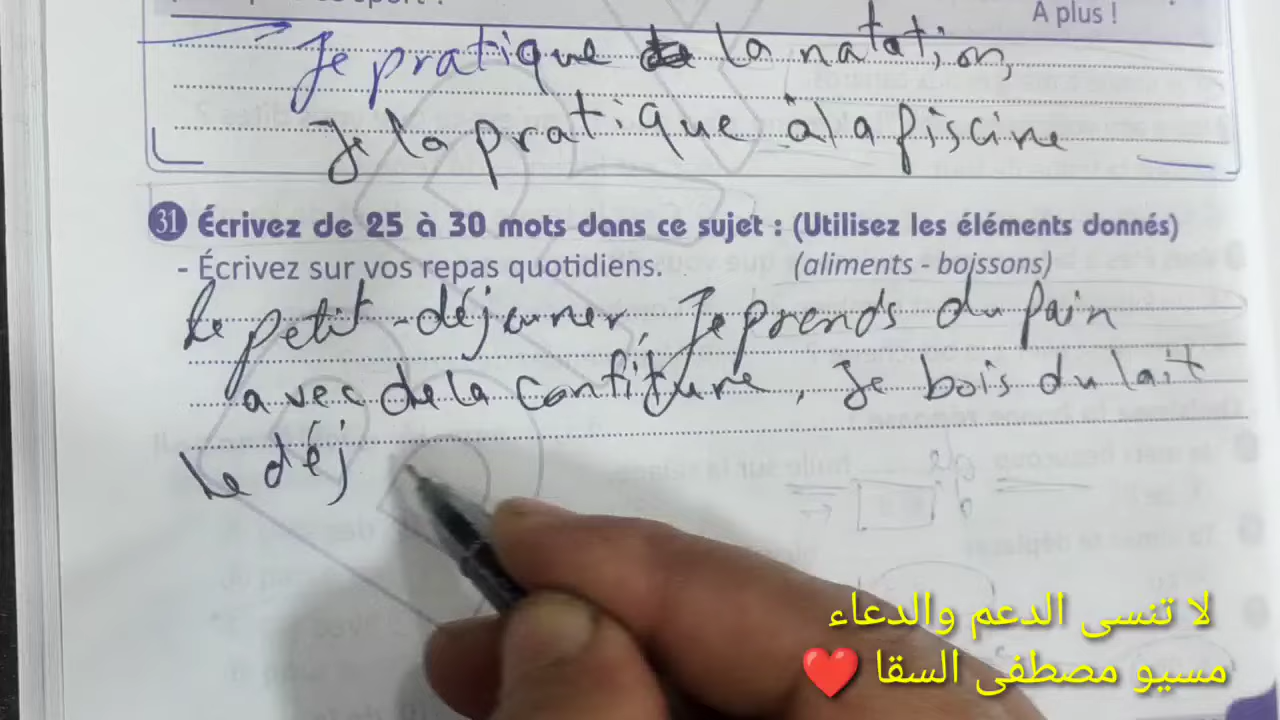 A plus !
Je pratique la natation,
Je la pratique à la piscine
31 Écrivez de 25 à 30 mots dans ce sujet : (Utilisez les éléments donnés)
- Écrivez sur vos repas quotidiens. (aliments - boissons)
Le petit-déjeuner, Je prends du pain
avec de la confiture, Je bois du lait
Le déj
لا تنسى الدعم والدعاء
مسيو مصطفى السقا ❤️